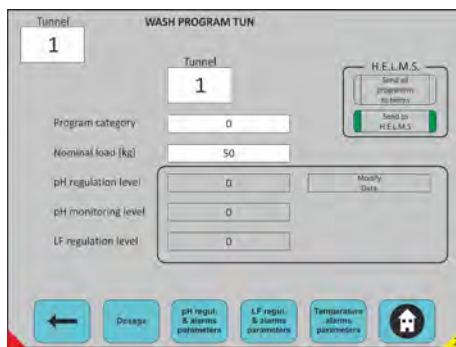 Tunnel
WASH PROGRAM TUN
1
Tunnel
1
H.E.L.M.S.
Send all
programs
to helms
Send to
H.E.L.M.S
Program category
0
Nominal load (kg)
50
pH regulation level
0
Modify
Data
pH monitoring level
0
LF regulation level
0
Dosage
pH regul.
& alarms
parameters
LF regul.
& alarms
parameters
Temperature
alarms
parameters